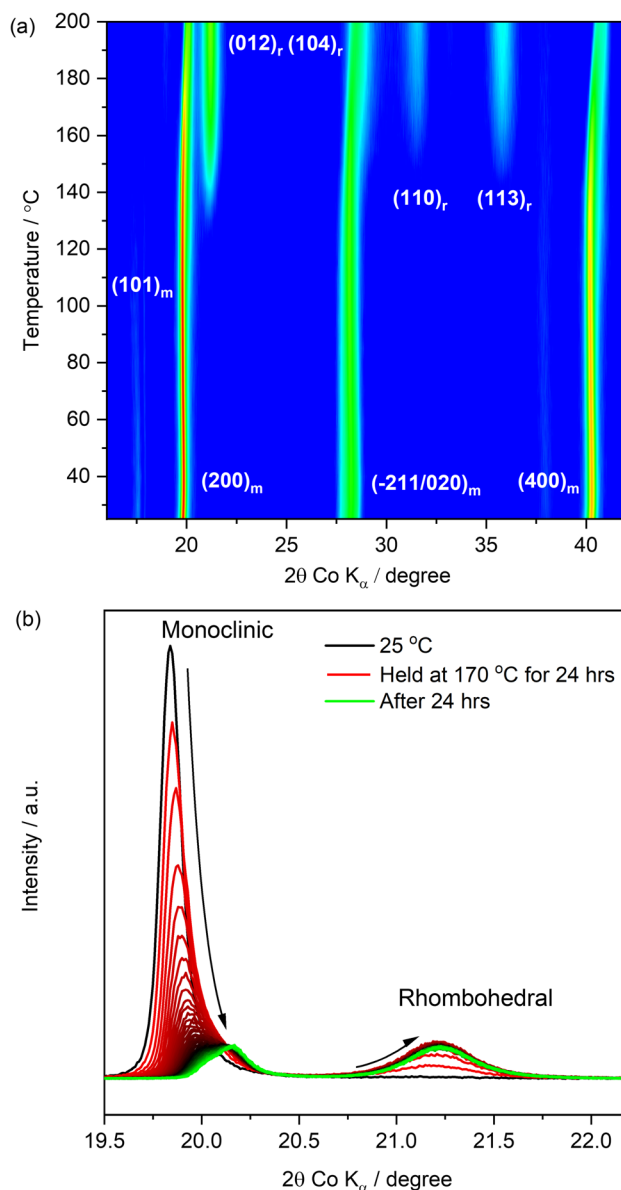 (a)
200
180
160
140
120
100
80
60
40
Temperature / °C
(012)r (104)r
(110)r (113)r
(101)m
(200)m (-211/020)m (400)m
20 25 30 35 40
2θ Co Kα / degree
(b)
Monoclinic
25 °C
Held at 170 °C for 24 hrs
After 24 hrs
Intensity / a.u.
Rhombohedral
19.5 20.0 20.5 21.0 21.5 22.0
2θ Co Kα / degree